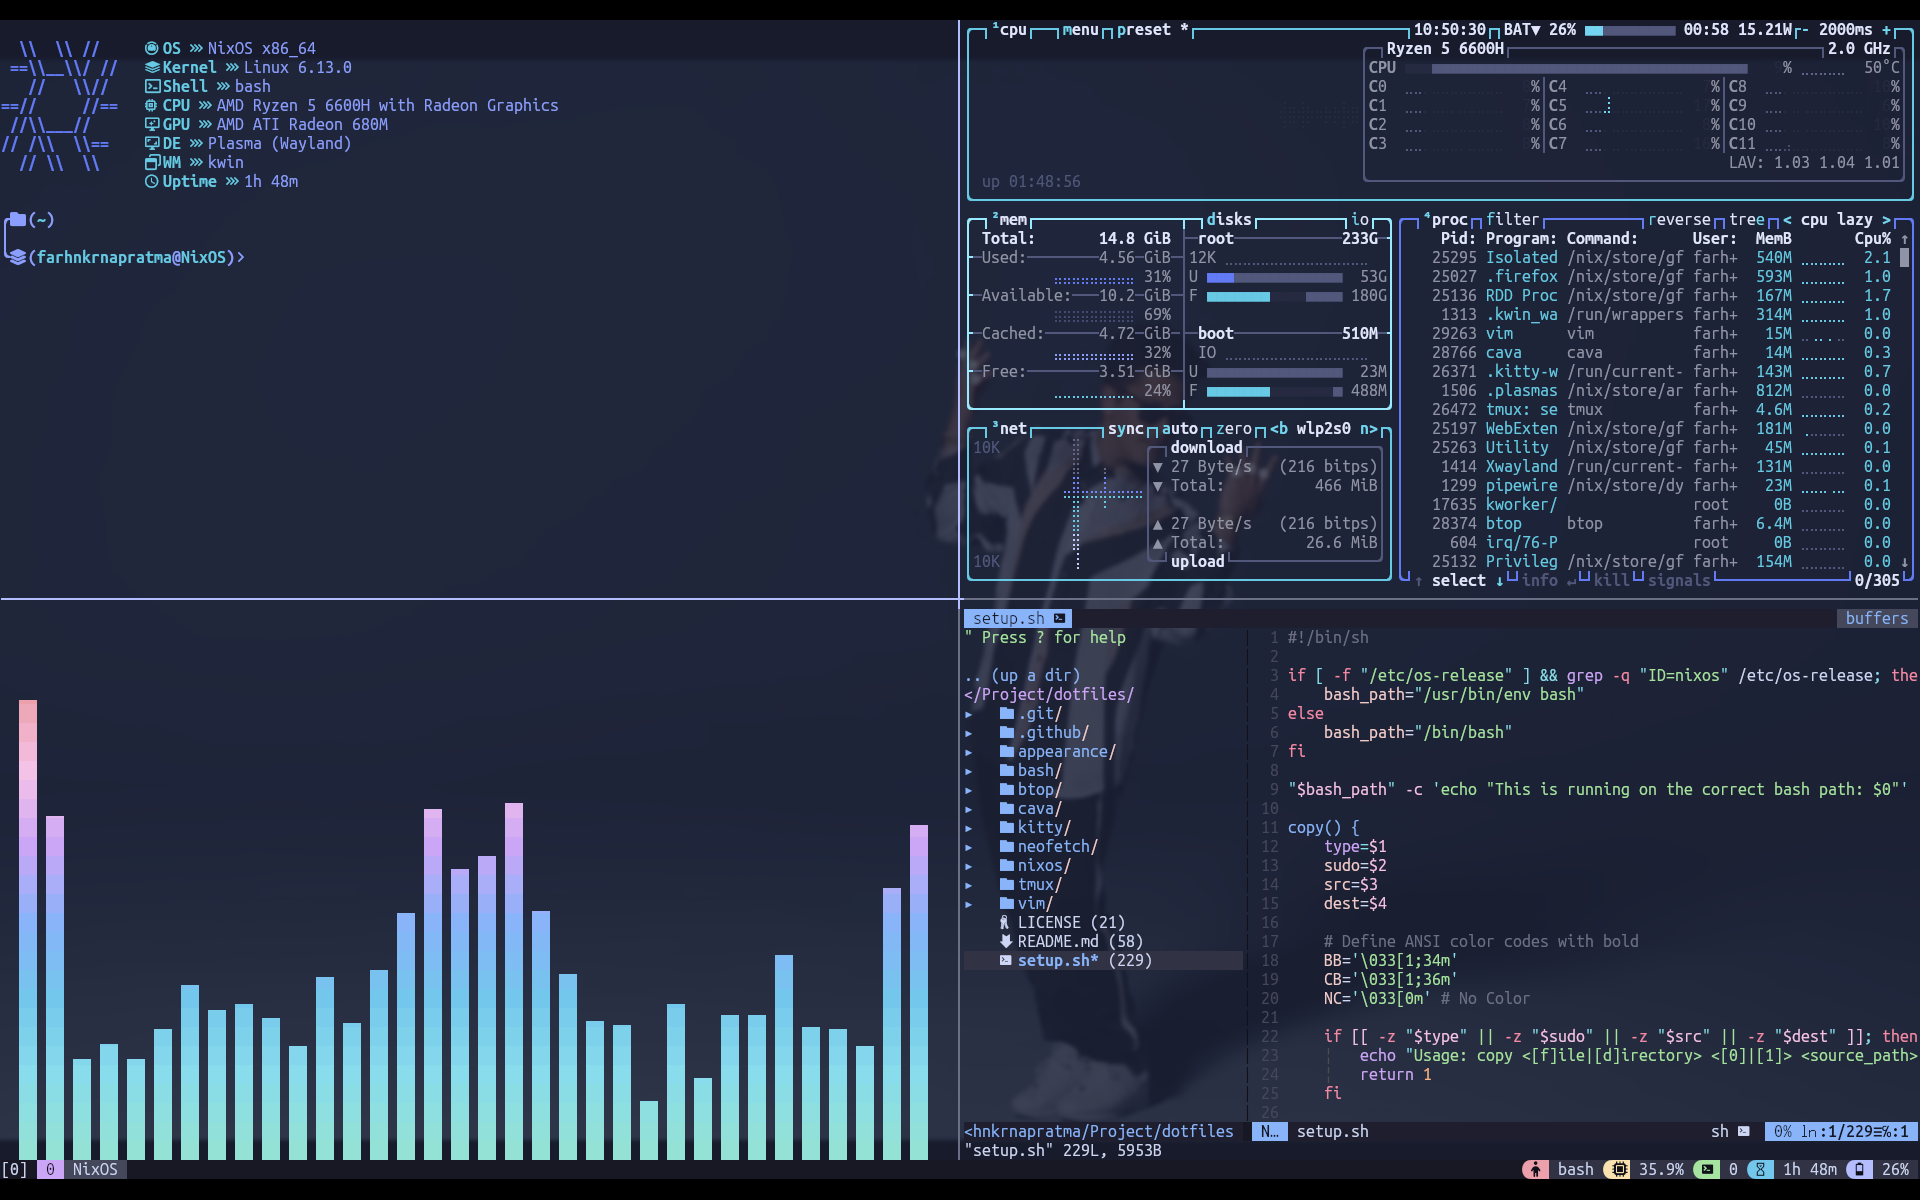 OS ⋙ NixOS x86_64
Kernel ⋙ Linux 6.13.0
Shell ⋙ bash
CPU ⋙ AMD Ryzen 5 6600H with Radeon Graphics
GPU ⋙ AMD ATI Radeon 680M
DE ⋙ Plasma (Wayland)
WM ⋙ kwin
Uptime ⋙ 1h 48m
(~)
(farhnkrnapratma@NixOS)>
¹cpu menu preset * 10:50:30 BAT▼ 26% 00:58 15.21W - 2000ms +
Ryzen 5 6600H 2.0 GHz
CPU % 50°C
C0 % C4 % C8 %
C1 % C5 % C9 %
C2 % C6 % C10 %
C3 % C7 % C11 %
LAV: 1.03 1.04 1.01
up 01:48:56
²mem disks io
Total: 14.8 GiB root 233G
Used: 4.56 GiB 12K
31% U 53G
Available: 10.2 GiB F 180G
69%
Cached: 4.72 GiB boot 510M
32% IO
Free: 3.51 GiB U 23M
24% F 488M
³net sync auto zero <b wlp2s0 n>
10K download
▼ 27 Byte/s (216 bitps)
▼ Total: 466 MiB
▲ 27 Byte/s (216 bitps)
▲ Total: 26.6 MiB
10K upload
⁴proc filter reverse tree < cpu lazy >
Pid: Program: Command: User: MemB Cpu% ↑
25295 Isolated /nix/store/gf farh+ 540M 2.1
25027 .firefox /nix/store/gf farh+ 593M 1.0
25136 RDD Proc /nix/store/gf farh+ 167M 1.7
1313 .kwin_wa /run/wrappers farh+ 314M 1.0
29263 vim vim farh+ 15M 0.0
28766 cava cava farh+ 14M 0.3
26371 .kitty-w /run/current- farh+ 143M 0.7
1506 .plasmas /nix/store/ar farh+ 812M 0.0
26472 tmux: se tmux farh+ 4.6M 0.2
25197 WebExten /nix/store/gf farh+ 181M 0.0
25263 Utility /nix/store/gf farh+ 45M 0.1
1414 Xwayland /run/current- farh+ 131M 0.0
1299 pipewire /nix/store/dy farh+ 23M 0.1
17635 kworker/ root 0B 0.0
28374 btop btop farh+ 6.4M 0.0
604 irq/76-P root 0B 0.0
25132 Privileg /nix/store/gf farh+ 154M 0.0 ↓
↑ select ↓ info ↵ kill signals 0/305
setup.sh buffers
" Press ? for help
.. (up a dir)
</Project/dotfiles/
▸ .git/
▸ .github/
▸ appearance/
▸ bash/
▸ btop/
▸ cava/
▸ kitty/
▸ neofetch/
▸ nixos/
▸ tmux/
▸ vim/
LICENSE (21)
README.md (58)
setup.sh* (229)
1 #!/bin/sh
2
3 if [ -f "/etc/os-release" ] && grep -q "ID=nixos" /etc/os-release; the
4 bash_path="/usr/bin/env bash"
5 else
6 bash_path="/bin/bash"
7 fi
8
9 "$bash_path" -c 'echo "This is running on the correct bash path: $0"'
10
11 copy() {
12 type=$1
13 sudo=$2
14 src=$3
15 dest=$4
16
17 # Define ANSI color codes with bold
18 BB='\033[1;34m'
19 CB='\033[1;36m'
20 NC='\033[0m' # No Color
21
22 if [[ -z "$type" || -z "$sudo" || -z "$src" || -z "$dest" ]]; then
23 echo "Usage: copy <[f]ile|[d]irectory> <[0]|[1]> <source_path>
24 return 1
25 fi
26
<hnkrnapratma/Project/dotfiles N… setup.sh sh 0% ln:1/229≡℅:1
"setup.sh" 229L, 5953B
[0] 0 NixOS bash 35.9% 0 1h 48m 26%